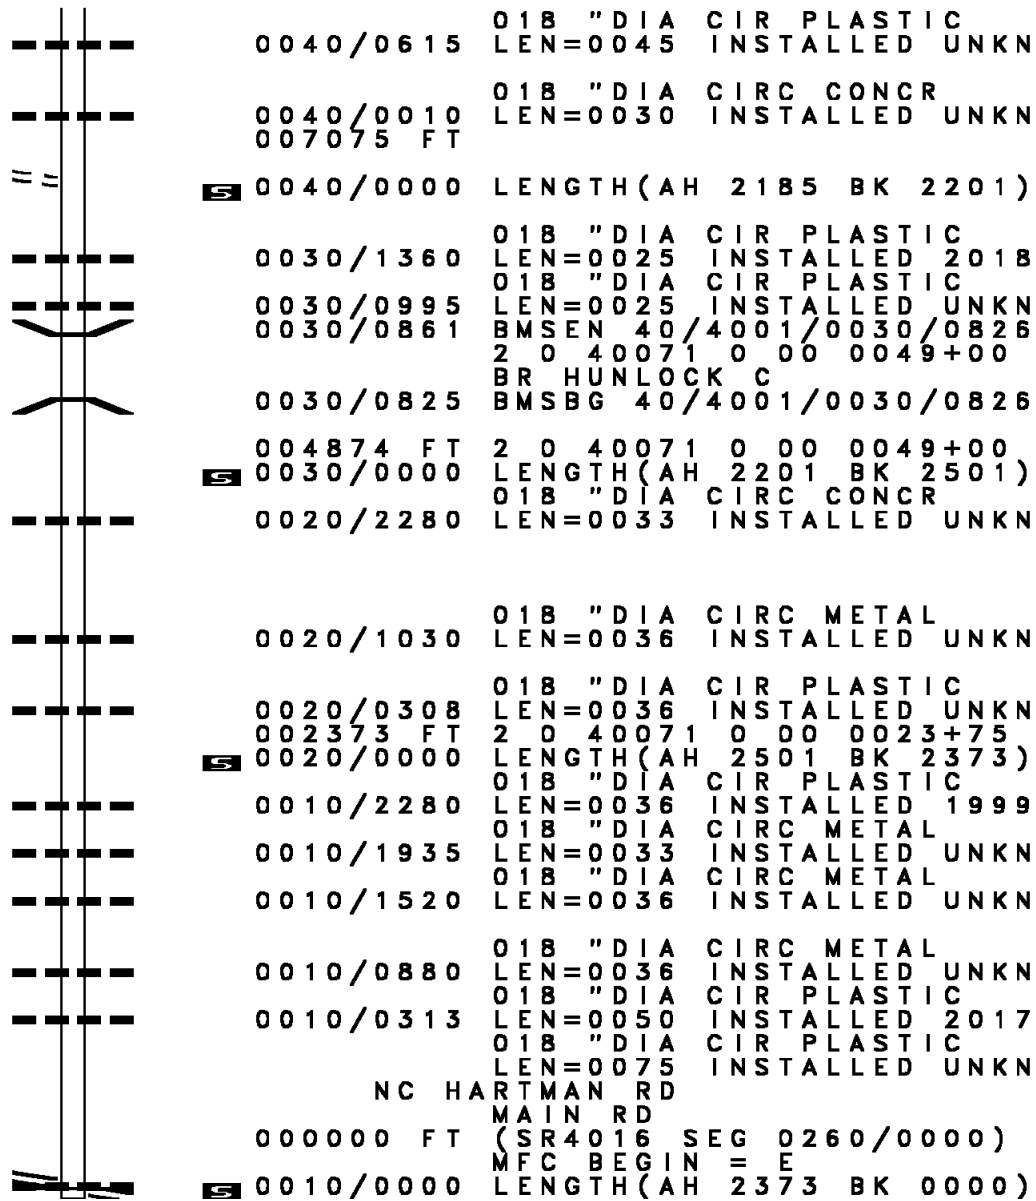 018 "DIA CIR PLASTIC
0040/0615 LEN=0045 INSTALLED UNKN
018 "DIA CIRC CONCR
0040/0010 LEN=0030 INSTALLED UNKN
007075 FT
S 0040/0000 LENGTH(AH 2185 BK 2201)
018 "DIA CIR PLASTIC
0030/1360 LEN=0025 INSTALLED 2018
018 "DIA CIR PLASTIC
0030/0995 LEN=0025 INSTALLED UNKN
0030/0861 BMSEN 40/4001/0030/0826
2 0 40071 0 00 0049+00
BR HUNLOCK C
0030/0825 BMSBG 40/4001/0030/0826
004874 FT 2 0 40071 0 00 0049+00
S 0030/0000 LENGTH(AH 2201 BK 2501)
018 "DIA CIRC CONCR
0020/2280 LEN=0033 INSTALLED UNKN
018 "DIA CIRC METAL
0020/1030 LEN=0036 INSTALLED UNKN
018 "DIA CIR PLASTIC
0020/0308 LEN=0036 INSTALLED UNKN
002373 FT 2 0 40071 0 00 0023+75
S 0020/0000 LENGTH(AH 2501 BK 2373)
018 "DIA CIR PLASTIC
0010/2280 LEN=0036 INSTALLED 1999
018 "DIA CIRC METAL
0010/1935 LEN=0033 INSTALLED UNKN
018 "DIA CIRC METAL
0010/1520 LEN=0036 INSTALLED UNKN
018 "DIA CIRC METAL
0010/0880 LEN=0036 INSTALLED UNKN
018 "DIA CIR PLASTIC
0010/0313 LEN=0050 INSTALLED 2017
018 "DIA CIR PLASTIC
LEN=0075 INSTALLED UNKN
NC HARTMAN RD
MAIN RD
000000 FT (SR4016 SEG 0260/0000)
MFC BEGIN = E
S 0010/0000 LENGTH(AH 2373 BK 0000)